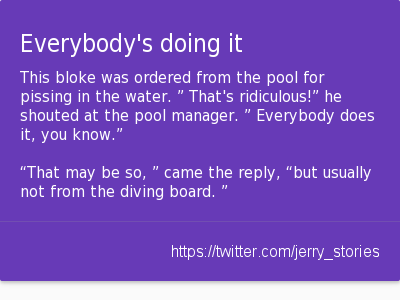 Everybody's doing it
This bloke was ordered from the pool for
pissing in the water. ” That's ridiculous!” he
shouted at the pool manager. ” Everybody does
it, you know.”
“That may be so, ” came the reply, “but usually
not from the diving board. ”
https://twitter.com/jerry_stories